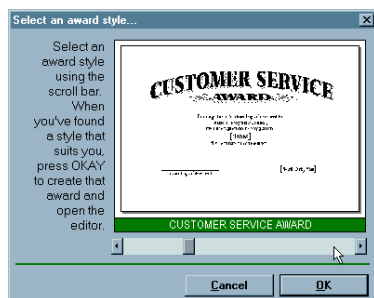 Select an award style...
Select an
award style
using the
scroll bar.
When
you've found
a style that
suits you,
press OKAY
to create that
award and
open the
editor.
CUSTOMER SERVICE
AWARD
CUSTOMER SERVICE AWARD
Cancel
OK